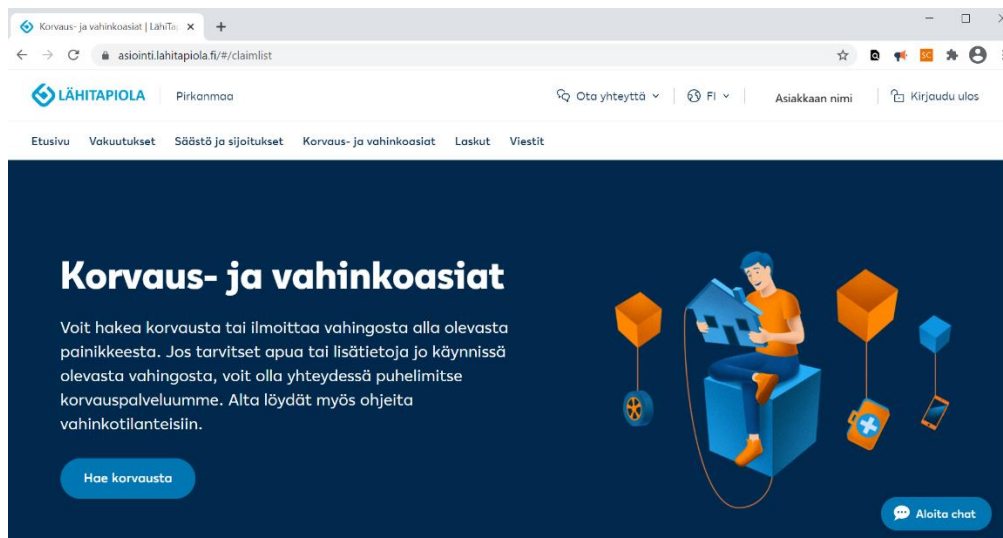 Korvaus- ja vahinkoasiat | LähiTa
asiointi.lahitapiola.fi/#/claimlist
SC
LÄHITAPIOLA Pirkanmaa Ota yhteyttä FI Asiakkaan nimi Kirjaudu ulos
Etusivu Vakuutukset Säästö ja sijoitukset Korvaus- ja vahinkoasiat Laskut Viestit
Korvaus- ja vahinkoasiat
Voit hakea korvausta tai ilmoittaa vahingosta alla olevasta
painikkeesta. Jos tarvitset apua tai lisätietoja jo käynnissä
olevasta vahingosta, voit olla yhteydessä puhelimitse
korvauspalveluumme. Alta löydät myös ohjeita
vahinkotilanteisiin.
Hae korvausta
Aloita chat